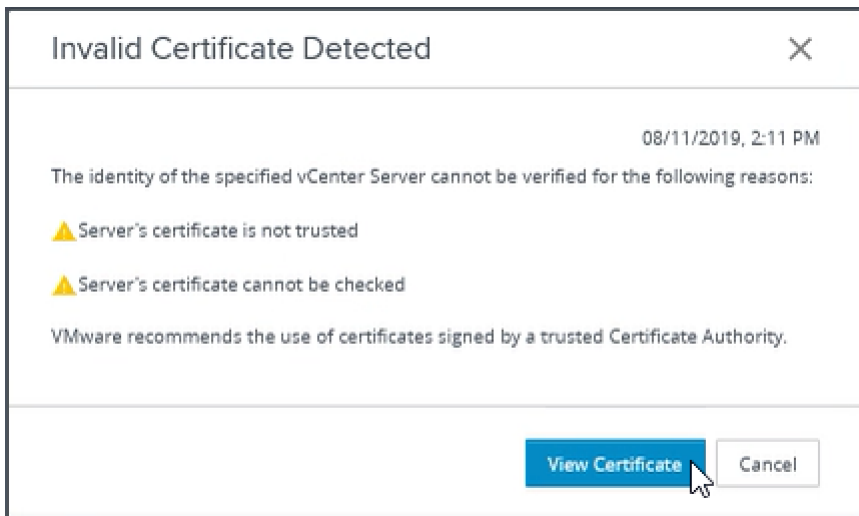 Invalid Certificate Detected
08/11/2019, 2:11 PM
The identity of the specified vCenter Server cannot be verified for the following reasons:
Server's certificate is not trusted
Server's certificate cannot be checked
VMware recommends the use of certificates signed by a trusted Certificate Authority.
View Certificate Cancel